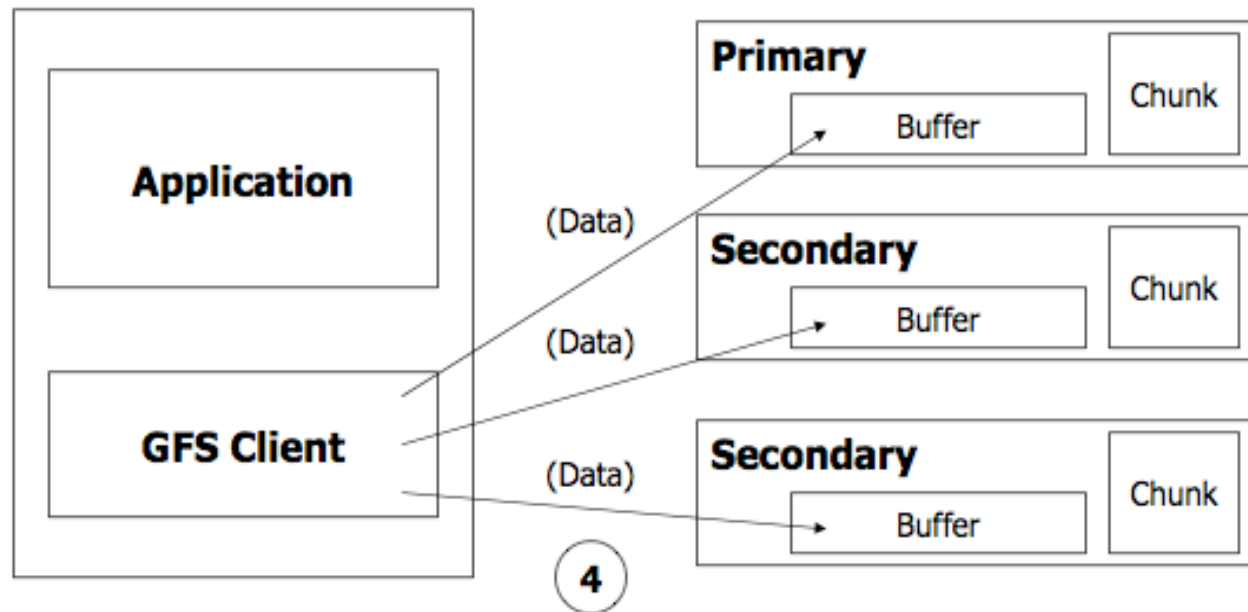 Application
GFS Client
(Data)
(Data)
(Data)
4
Primary
Buffer
Chunk
Secondary
Buffer
Chunk
Secondary
Buffer
Chunk